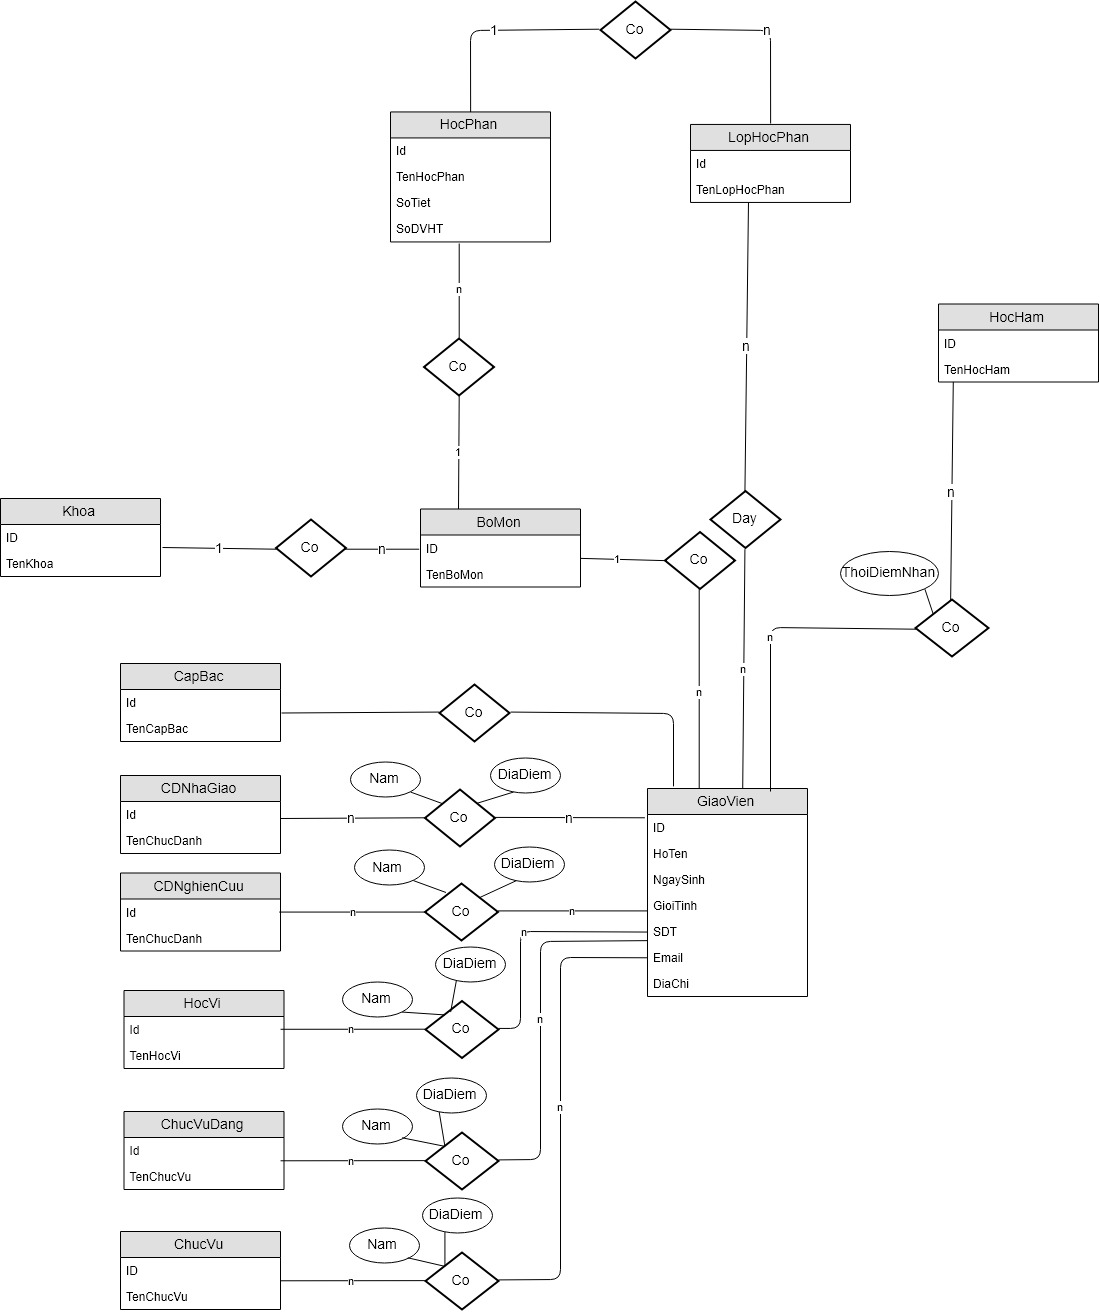 1
Co
n
HocPhan
Id
TenHocPhan
SoTiet
SoDVHT
LopHocPhan
Id
TenLopHocPhan
n
Co
1
n
HocHam
ID
TenHocHam
n
Khoa
ID
TenKhoa
1
Co
n
BoMon
ID
TenBoMon
1
Co
n
Day
n
ThoiDiemNhan
Co
n
CapBac
Id
TenCapBac
Co
CDNhaGiao
Id
TenChucDanh
n
Nam
DiaDiem
Co
n
CDNghienCuu
Id
TenChucDanh
n
Nam
DiaDiem
Co
n
GiaoVien
ID
HoTen
NgaySinh
GioiTinh
SDT
Email
DiaChi
HocVi
Id
TenHocVi
n
Nam
DiaDiem
Co
n
ChucVuDang
Id
TenChucVu
n
Nam
DiaDiem
Co
n
ChucVu
ID
TenChucVu
n
Nam
DiaDiem
Co
n